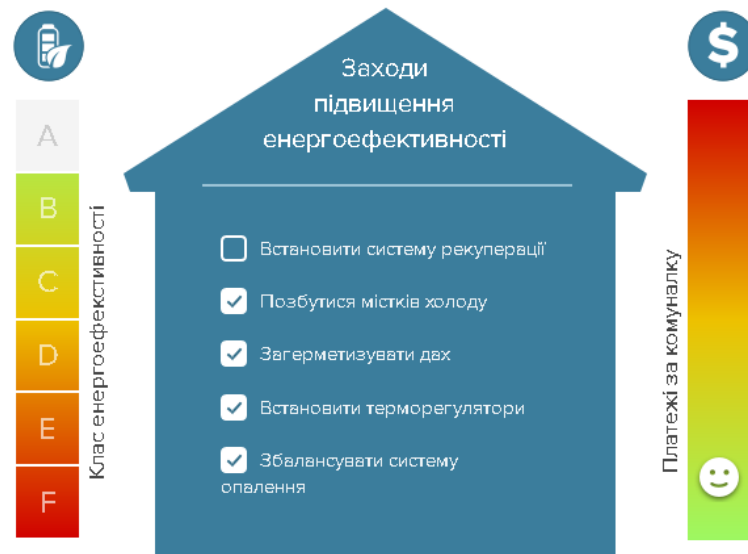 $
Заходи
підвищення
енергоефективності
A
B
C
D
E
F
Клас енергоефекстивності
Встановити систему рекуперації
Позбутися містків холоду
Загерметизувати дах
Встановити терморегулятори
Збалансувати систему
опалення
Платежі за комуналку